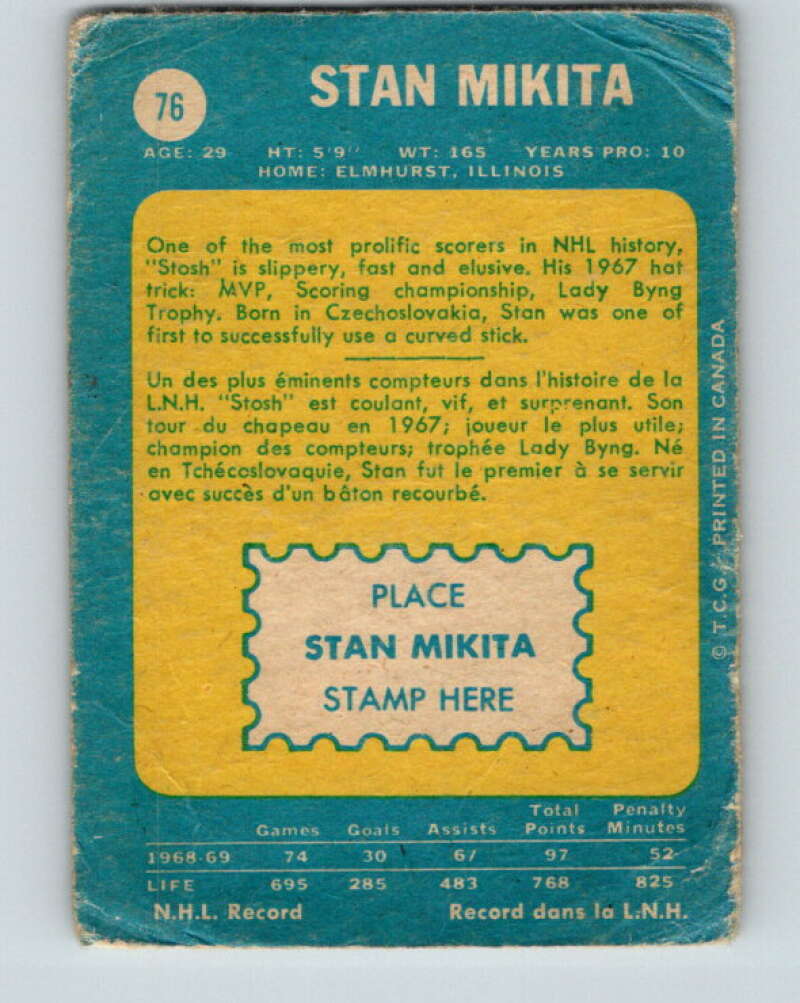 76
STAN MIKITA
AGE: 29 HT: 5'9'' WT: 165 YEARS PRO: 10
HOME: ELMHURST, ILLINOIS
One of the most prolific scorers in NHL history,
"Stosh" is slippery, fast and elusive. His 1967 hat
trick: MVP, Scoring championship, Lady Byng
Trophy. Born in Czechoslovakia, Stan was one of
first to successfully use a curved stick.
Un des plus éminents compteurs dans l'histoire de la
L.N.H. "Stosh" est coulant, vif, et surprenant. Son
tour du chapeau en 1967; joueur le plus utile;
champion des compteurs; trophée Lady Byng. Né
en Tchécoslovaquie, Stan fut le premier à se servir
avec succès d'un bâton recourbé.
PLACE
STAN MIKITA
STAMP HERE
© T.C.G. PRINTED IN CANADA
Total Penalty
Games Goals Assists Points Minutes
1968-69 74 30 67 97 52
LIFE 695 285 483 768 825
N.H.L. Record Record dans la L.N.H.